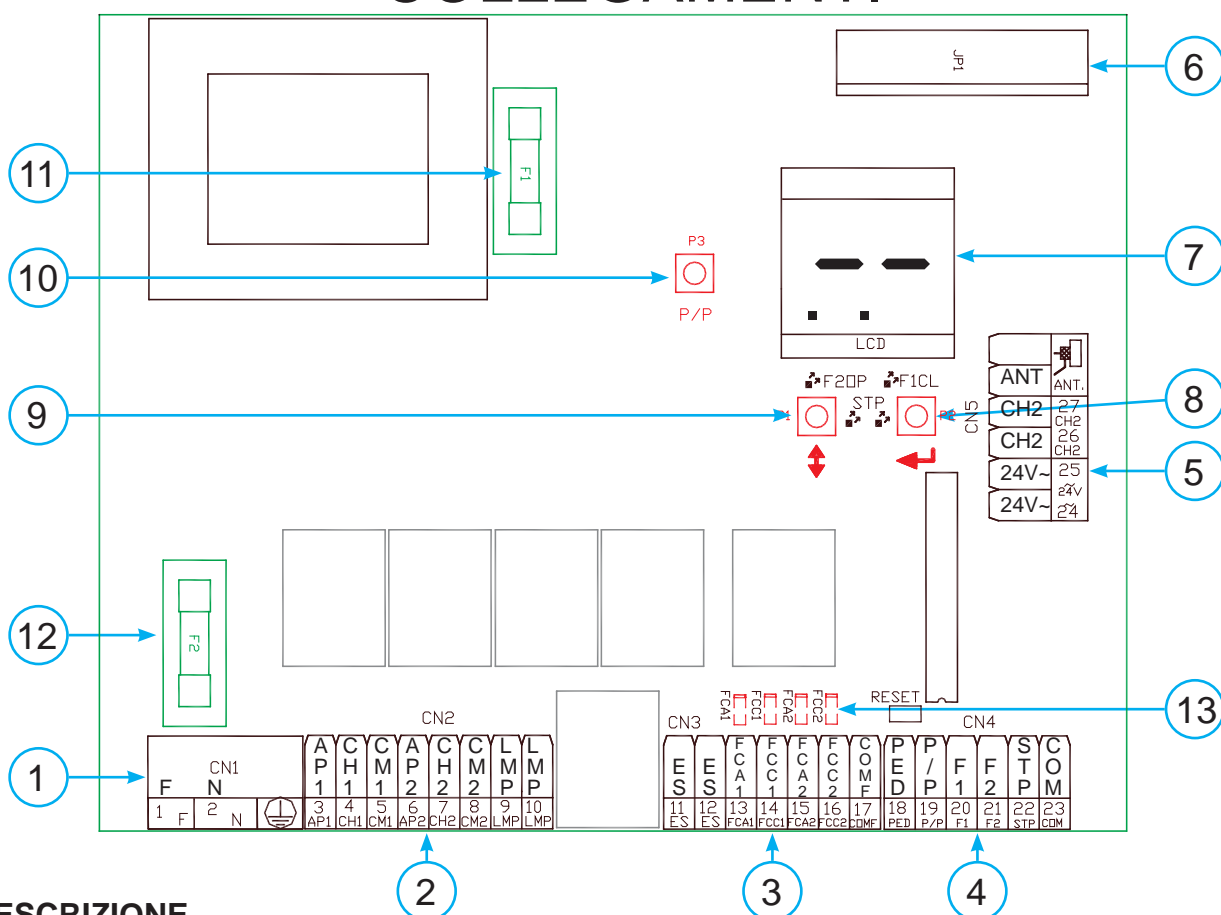 JP1
6
11
F1
P3
10
7
P/P
LCD
ANT ANT.
F2OP F1CL
9
STP
CN5
CH2 27 CH2
8
CH2 26 CH2
24V~ 25
24V
5
24V~ 24
12
F2
FCA1 FCC1 FCA2 FCC2
RESET
13
CN2
CN3
CN4
1
CN1
F N
AP1 CH1 CM1 AP2 CH2 CM2 LMP LMP
ES ES FCA1 FCC1 FCA2 FCC2 COMF
PED P/P F1 F2 STP COM
1 F 2 N
3 4 5 6 7 8 9 10
AP1 CH1 CM1 AP2 CH2 CM2 LMP LMP
11 12 13 14 15 16 17
ES ES FCA1 FCC1 FCA2 FCC2 COMF
18 19 20 21 22 23
PED P/P F1 F2 STP COM
2
3
4